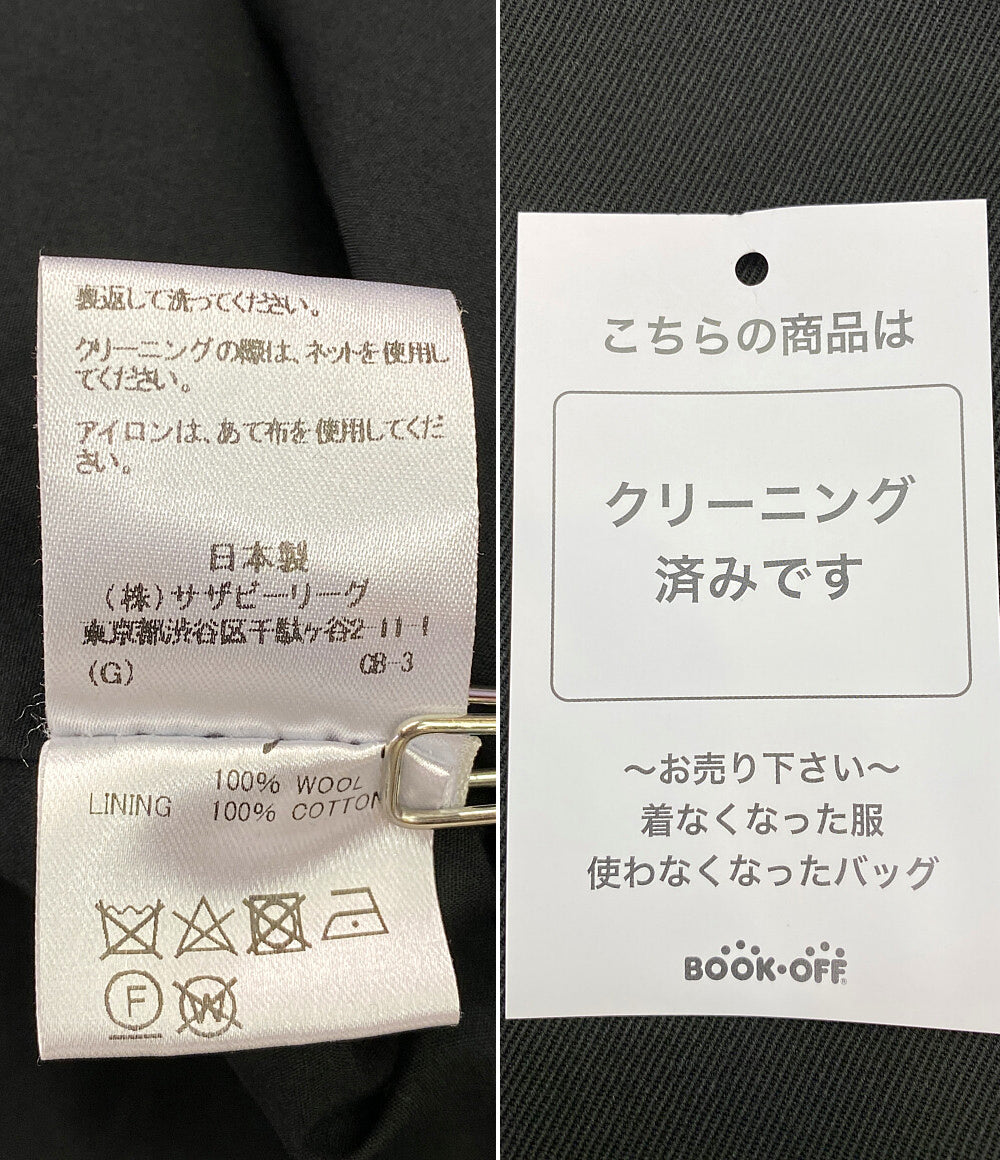 裏返して洗ってください。
クリーニングの際は、ネットを使用し
てください。
アイロンは、あて布を使用してくだ
さい。
日本製
(株)サザビーリーグ
東京都渋谷区千駄ヶ谷2-11-1
(G) CB-3
100% WOOL
LINING 100% COTTON
F W
こちらの商品は
クリーニング
済みです
～お売り下さい～
着なくなった服
使わなくなったバッグ
BOOK・OFF